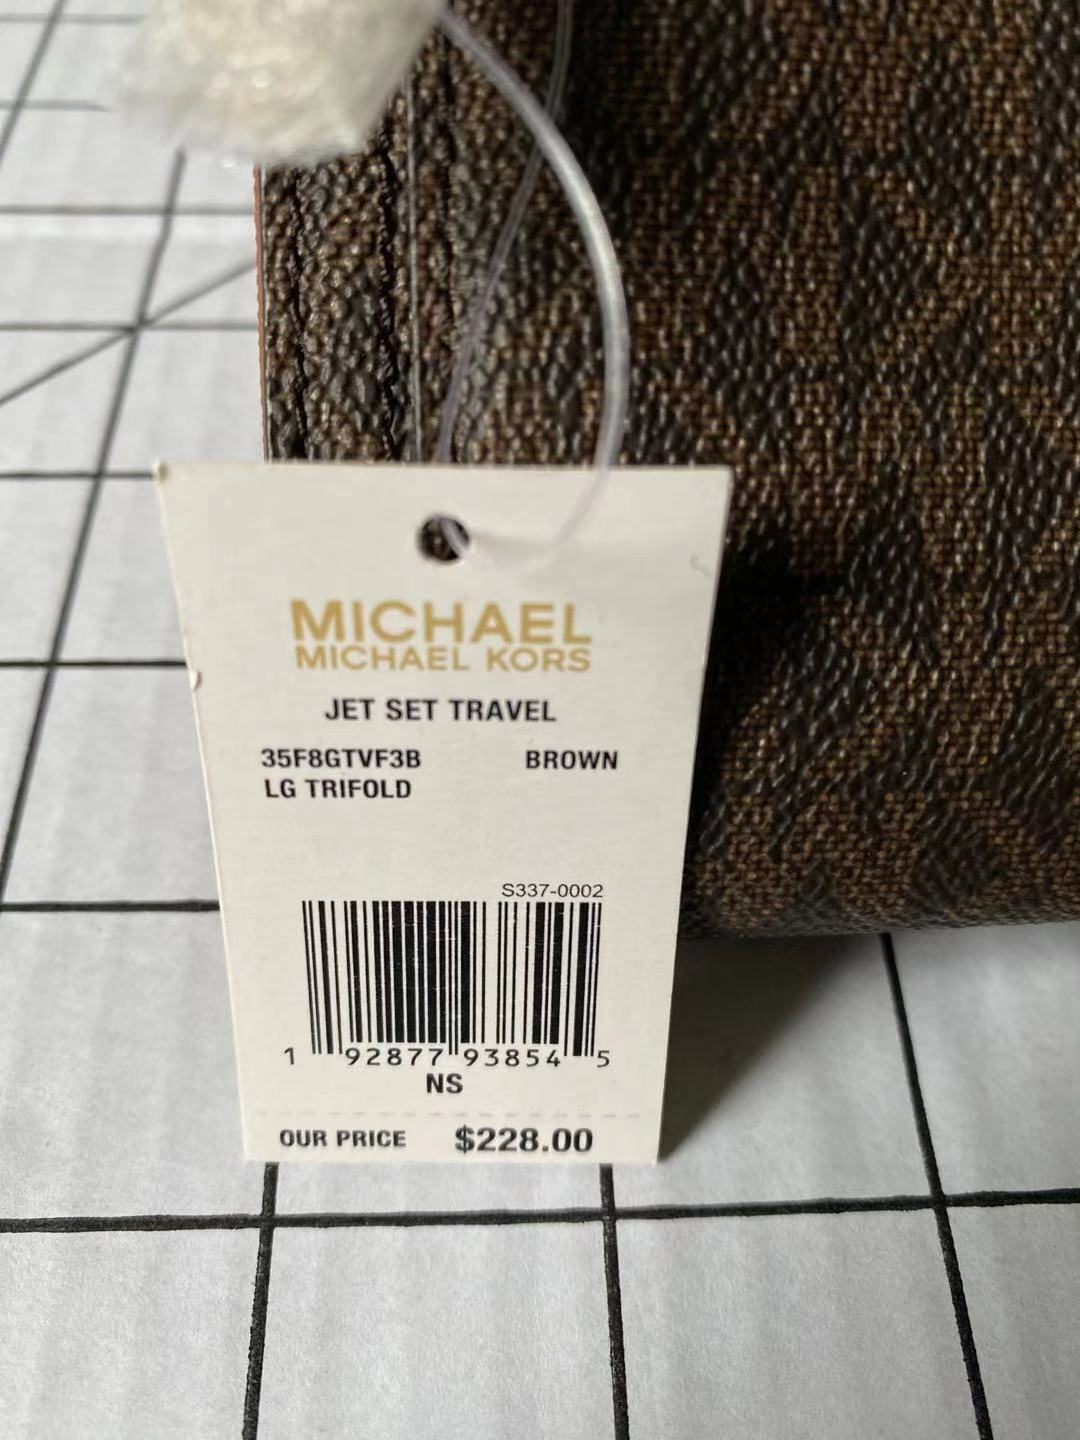 MICHAEL
MICHAEL KORS
JET SET TRAVEL
35F8GTVF3B BROWN
LG TRIFOLD
S337-0002
1 92877 93854 5
NS
OUR PRICE $228.00